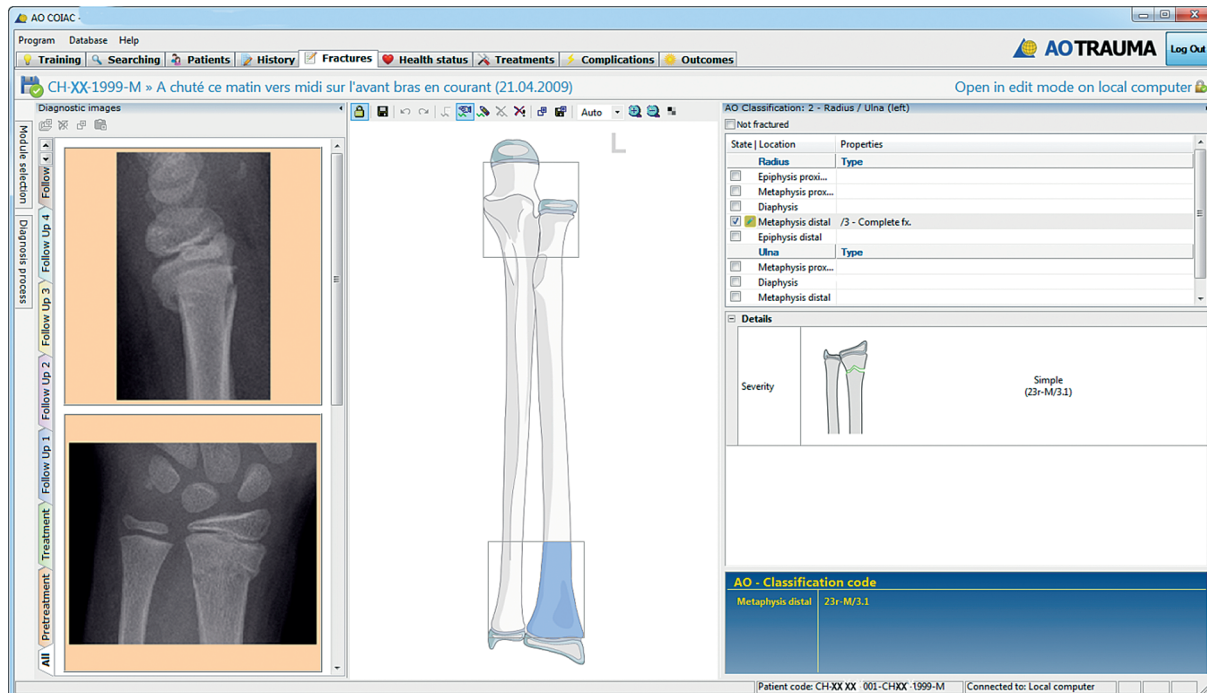 AO COIAC -
Program Database Help
Training Searching Patients History Fractures Health status Treatments Complications Outcomes
AOTRAUMA
Log Out
CH-XX-1999-M » A chuté ce matin vers midi sur l'avant bras en courant (21.04.2009)
Open in edit mode on local computer
Module selection
Diagnosis process
Diagnostic images
Follow
Follow Up 4
Follow Up 3
Follow Up 2
Follow Up 1
Treatment
Pretreatment
All
Auto
L
AO Classification: 2 - Radius / Ulna (left)
Not fractured
State | Location Properties
Radius Type
Epiphysis proxi...
Metaphysis prox...
Diaphysis
Metaphysis distal /3 - Complete fx.
Epiphysis distal
Ulna Type
Metaphysis prox...
Diaphysis
Metaphysis distal
Details
Severity
Simple
(23r-M/3.1)
AO - Classification code
Metaphysis distal 23r-M/3.1
Patient code: CH-XX XX 001-CHXX -1999-M Connected to: Local computer